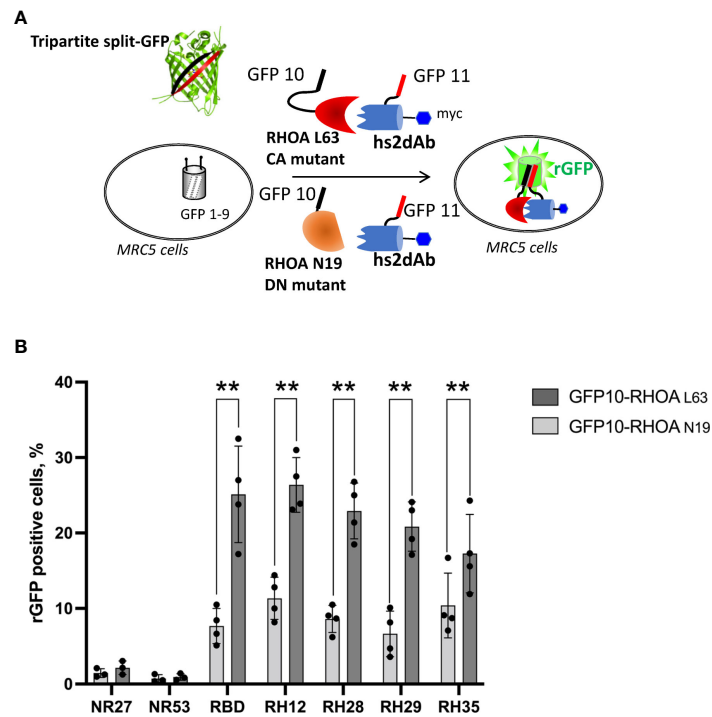 A
Tripartite split-GFP
GFP 10
GFP 11
myc
RHOA L63
CA mutant
hs2dAb
rGFP
GFP 1-9
GFP 10
GFP 11
MRC5 cells
hs2dAb
MRC5 cells
RHOA N19
DN mutant
B
rGFP positive cells, %
40
30
20
10
0
** ** ** ** **
NR27 NR53 RBD RH12 RH28 RH29 RH35
GFP10-RHOA L63
GFP10-RHOA N19